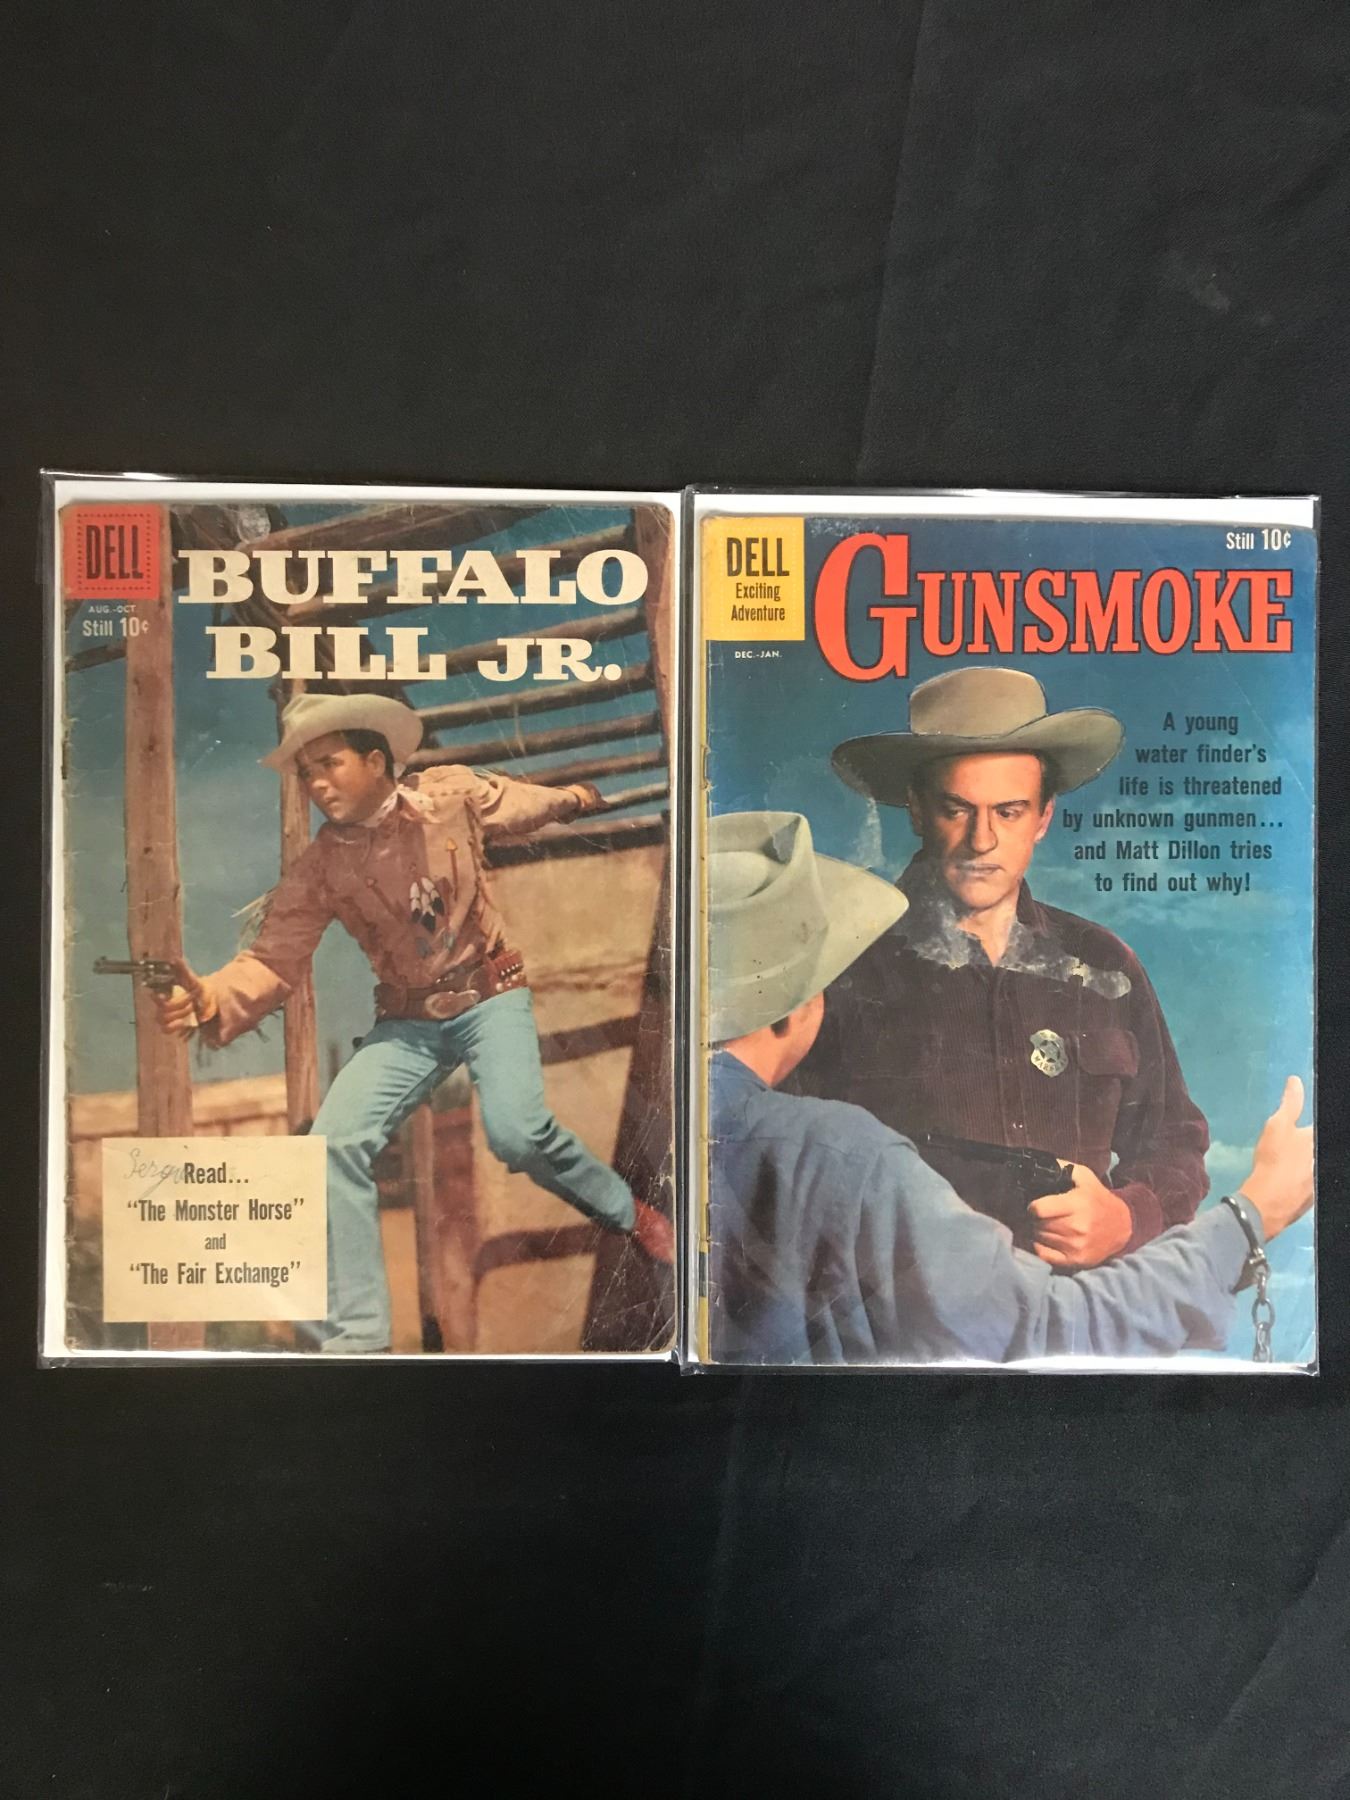 DELL
AUG.-OCT.
Still 10¢
BUFFALO
BILL JR.
Sergio
Read...
"The Monster Horse"
and
"The Fair Exchange"
DELL
Exciting
Adventure
DEC.-JAN.
GUNSMOKE
Still 10¢
A young
water finder's
life is threatened
by unknown gunmen...
and Matt Dillon tries
to find out why!